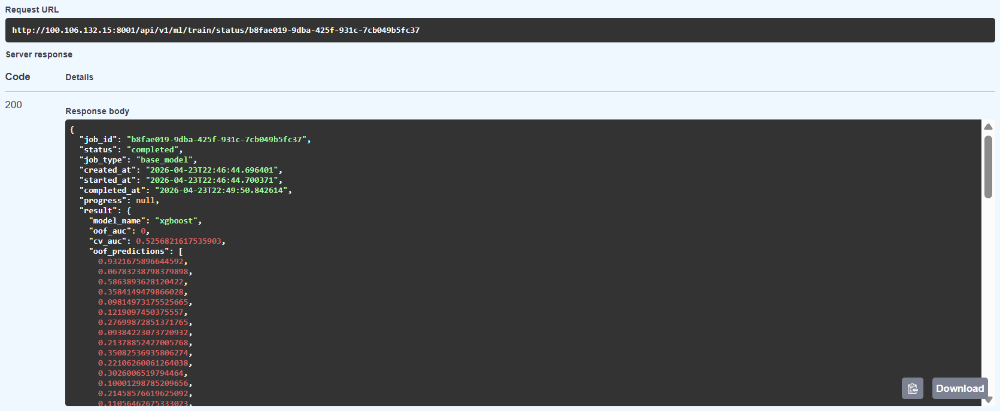 Request URL
http://100.106.132.15:8001/api/v1/ml/train/status/b8fae019-9dba-425f-931c-7cb049b5fc37
Server response
Code Details
200
Response body
{
"job_id": "b8fae019-9dba-425f-931c-7cb049b5fc37",
"status": "completed",
"job_type": "base_model",
"created_at": "2026-04-23T22:46:44.696401",
"started_at": "2026-04-23T22:46:44.700371",
"completed_at": "2026-04-23T22:49:50.842614",
"progress": null,
"result": {
"model_name": "xgboost",
"oof_auc": 0,
"cv_auc": 0.5256821617535903,
"oof_predictions": [
0.9321675896644592,
0.06783238798379898,
0.5863893628120422,
0.3584149479866028,
0.09814973175525665,
0.1219097450375557,
0.27699872851371765,
0.09384223073720932,
0.21378852427005768,
0.35082536935806274,
0.22106260061264038,
0.3026006519794464,
0.10001298785209656,
0.21458576619625092,
0.11056462675333023,
Download